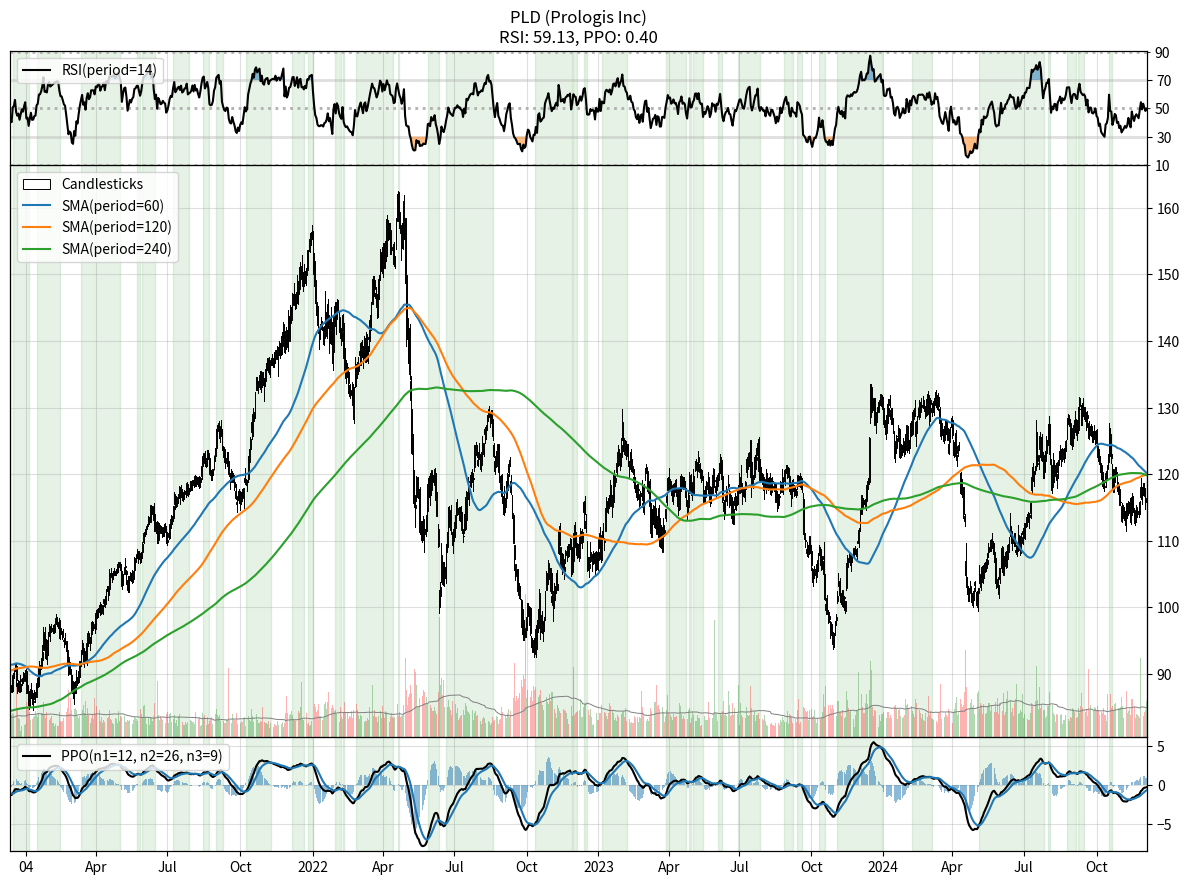 PLD (Prologis Inc)
RSI: 59.13, PPO: 0.40
RSI(period=14)
90
70
50
30
10
Candlesticks
SMA(period=60)
SMA(period=120)
SMA(period=240)
160
150
140
130
120
110
100
90
PPO(n1=12, n2=26, n3=9)
5
0
−5
04 Apr Jul Oct 2022 Apr Jul Oct 2023 Apr Jul Oct 2024 Apr Jul Oct